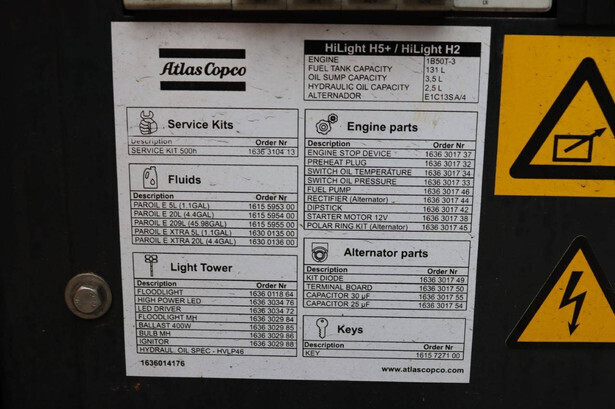 Atlas Copco
HiLight H5+ / HiLight H2
ENGINE 1B50T-3
FUEL TANK CAPACITY 131 L
OIL SUMP CAPACITY 3,5 L
HYDRAULIC OIL CAPACITY 2,5 L
ALTERNADOR E1C13SA/4
Service Kits
Description Order Nr
SERVICE KIT 500h 1636 3104 13
Fluids
Description Order Nr
PAROIL E 5L (1.1GAL) 1615 5953 00
PAROIL E 20L (4.4GAL) 1615 5954 00
PAROIL E 209L (45.98GAL) 1615 5955 00
PAROIL E XTRA 5L (1.1GAL) 1630 0135 00
PAROIL E XTRA 20L (4.4GAL) 1630 0136 00
Light Tower
Description Order Nr
FLOODLIGHT 1636 0118 64
HIGH POWER LED 1636 3034 76
LED DRIVER 1636 3034 72
FLOODLIGHT MH 1636 3029 84
BALLAST 400W 1636 3029 85
BULB MH 1636 3029 86
IGNITOR 1636 3029 88
HYDRAUL OIL SPEC - HVLP46
1636014176
Engine parts
Description Order Nr
ENGINE STOP DEVICE 1636 3017 37
PREHEAT PLUG 1636 3017 32
SWITCH OIL TEMPERATURE 1636 3017 34
SWITCH OIL PRESSURE 1636 3017 33
FUEL PUMP 1636 3017 46
RECTIFIER (Alternator) 1636 3017 44
DIPSTICK 1636 3017 42
STARTER MOTOR 12V 1636 3017 38
POLAR RING KIT (Alternator) 1636 3017 45
Alternator parts
Description Order Nr
KIT DIODE 1636 3017 49
TERMINAL BOARD 1636 3017 50
CAPACITOR 30 µF 1636 3017 55
CAPACITOR 25 µF 1636 3017 54
Keys
Description Order Nr
KEY 1615 7271 00
www.atlascopco.com